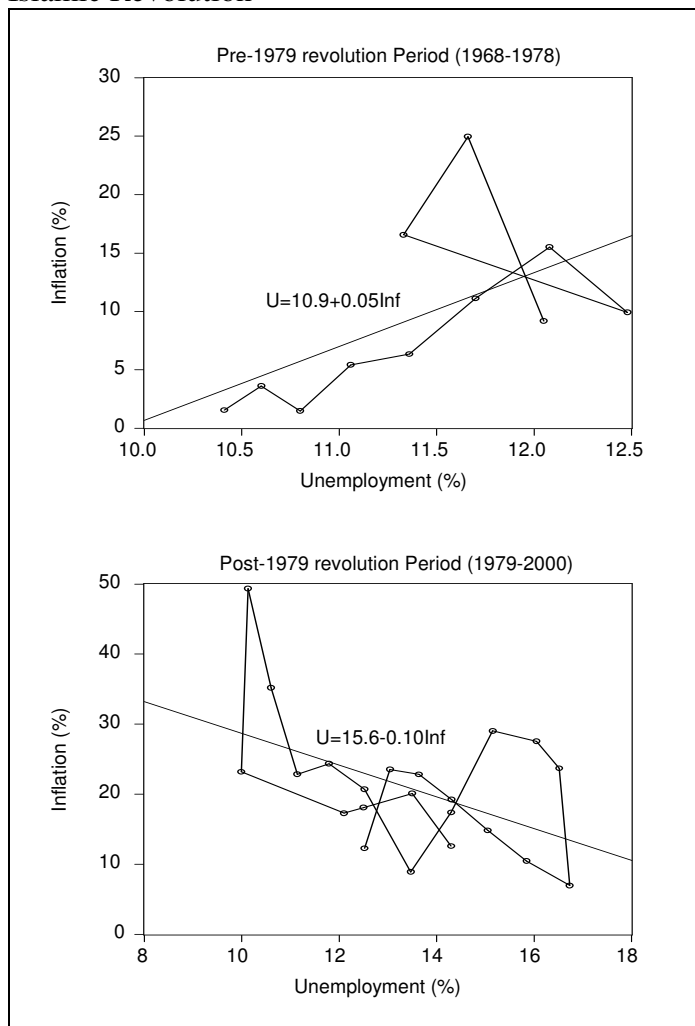 Islamic Revolution
Pre-1979 revolution Period (1968-1978)
30
25
20
15
10
5
0
Inflation (%)
U=10.9+0.05Inf
10.0 10.5 11.0 11.5 12.0 12.5
Unemployment (%)
Post-1979 revolution Period (1979-2000)
50
40
30
20
10
0
Inflation (%)
U=15.6-0.10Inf
8 10 12 14 16 18
Unemployment (%)